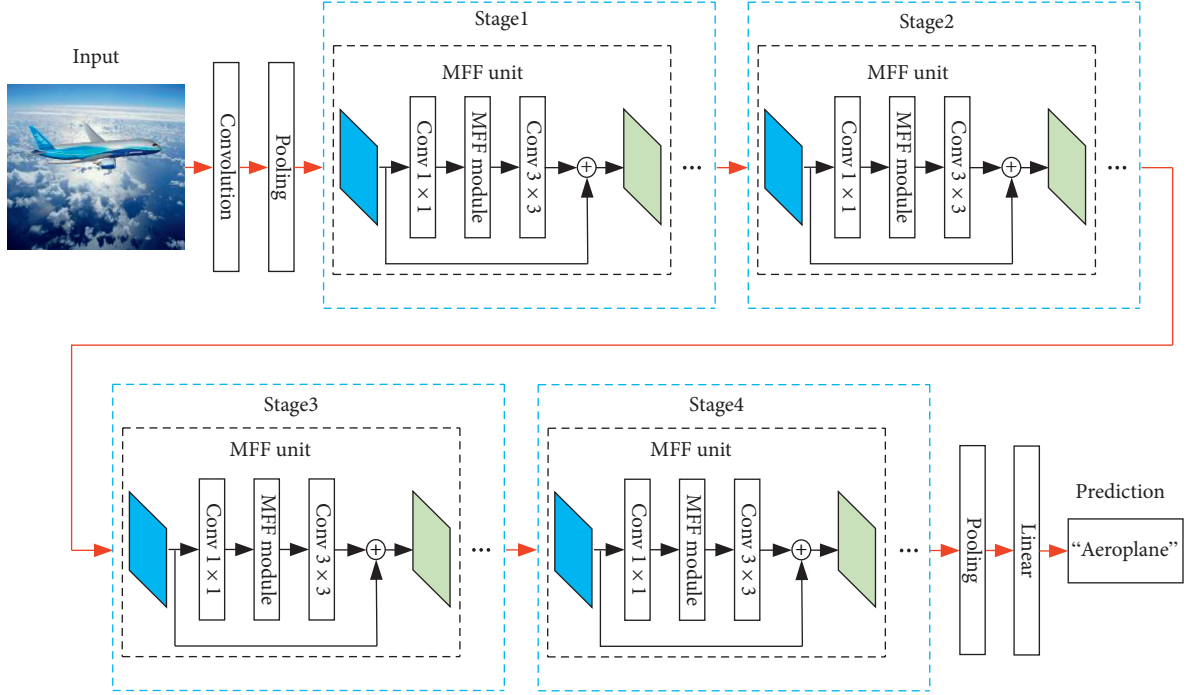 Input
Convolution
Pooling
Stage1
MFF unit
Conv 1 × 1
MFF module
Conv 3 × 3
+
...
Stage2
MFF unit
Conv 1 × 1
MFF module
Conv 3 × 3
+
...
Stage3
MFF unit
Conv 1 × 1
MFF module
Conv 3 × 3
+
...
Stage4
MFF unit
Conv 1 × 1
MFF module
Conv 3 × 3
+
...
Pooling
Linear
Prediction
“Aeroplane”